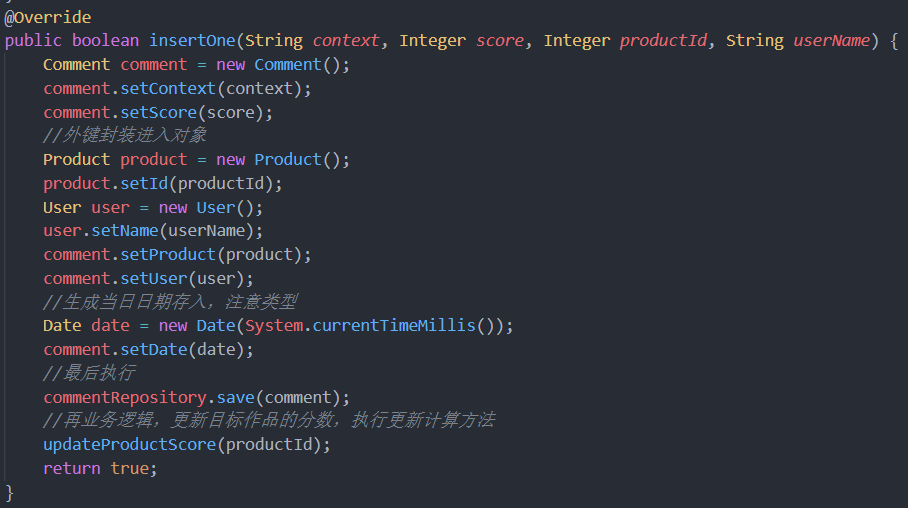 @Override
public boolean insertOne(String context, Integer score, Integer productId, String userName) {
Comment comment = new Comment();
comment.setContext(context);
comment.setScore(score);
//外键封装进入对象
Product product = new Product();
product.setId(productId);
User user = new User();
user.setName(userName);
comment.setProduct(product);
comment.setUser(user);
//生成当日日期存入，注意类型
Date date = new Date(System.currentTimeMillis());
comment.setDate(date);
//最后执行
commentRepository.save(comment);
//再业务逻辑，更新目标作品的分数，执行更新计算方法
updateProductScore(productId);
return true;
}